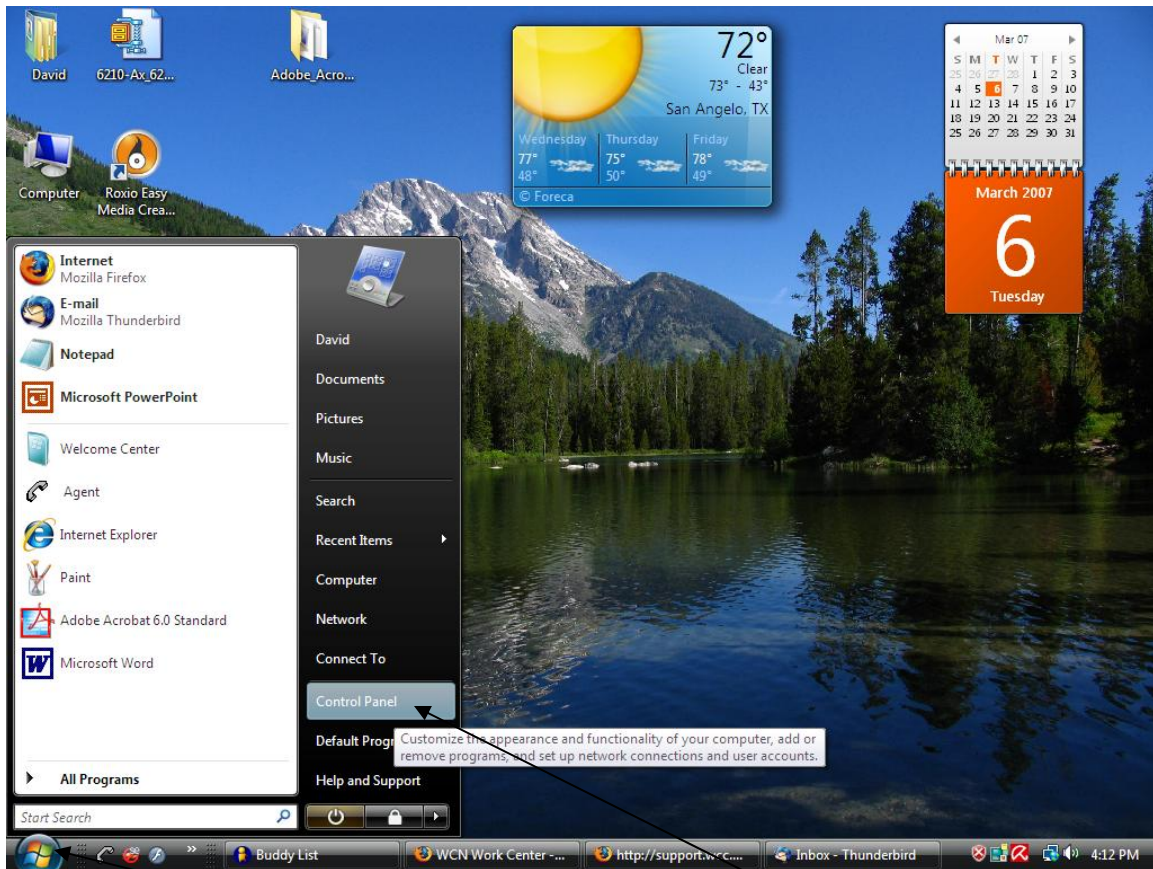 David
6210-Ax_62...
Adobe_Acro...
Computer
Roxio Easy
Media Crea...
72°
Clear
73° - 43°
San Angelo, TX
Wednesday Thursday Friday
77° 75° 78°
48° 50° 49°
© Foreca
Mar 07
S M T W T F S
25 26 27 28 1 2 3
4 5 6 7 8 9 10
11 12 13 14 15 16 17
18 19 20 21 22 23 24
25 26 27 28 29 30 31
March 2007
6
Tuesday
Internet
Mozilla Firefox
E-mail
Mozilla Thunderbird
Notepad
Microsoft PowerPoint
Welcome Center
Agent
Internet Explorer
Paint
Adobe Acrobat 6.0 Standard
Microsoft Word
All Programs
Start Search
David
Documents
Pictures
Music
Search
Recent Items
Computer
Network
Connect To
Control Panel
Default Progr
Help and Support
Customize the appearance and functionality of your computer, add or
remove programs, and set up network connections and user accounts.
Buddy List
WCN Work Center -...
http://support.wcc....
Inbox - Thunderbird
4:12 PM